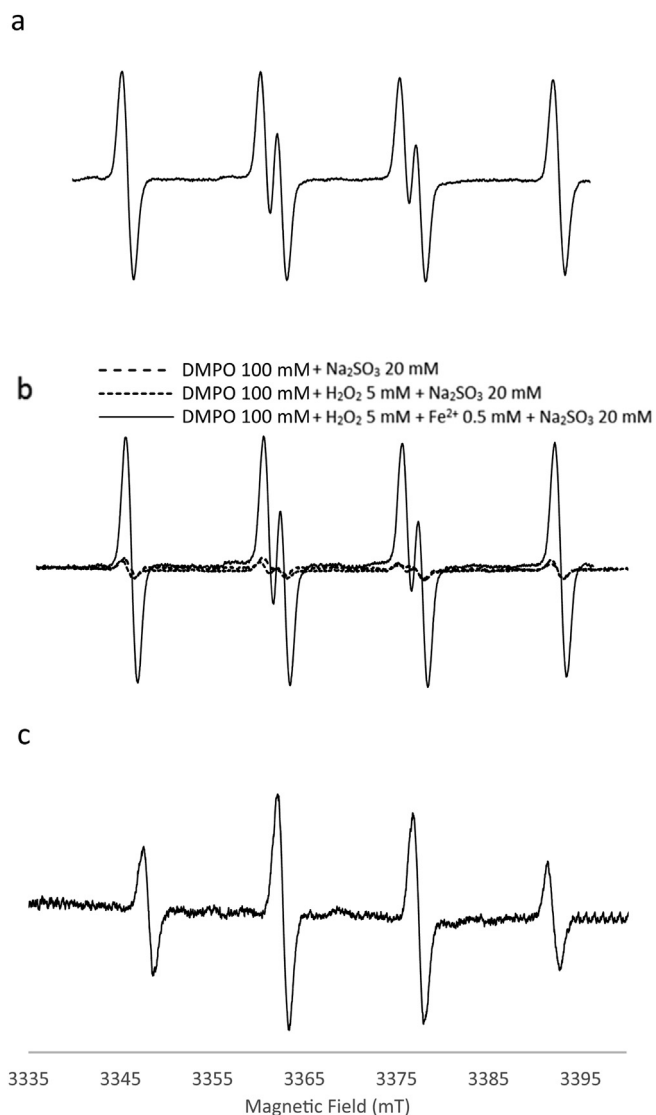 a
b
DMPO 100 mM + Na₂SO₃ 20 mM
DMPO 100 mM + H₂O₂ 5 mM + Na₂SO₃ 20 mM
DMPO 100 mM + H₂O₂ 5 mM + Fe²⁺ 0.5 mM + Na₂SO₃ 20 mM
c
3335 3345 3355 3365 3375 3385 3395
Magnetic Field (mT)